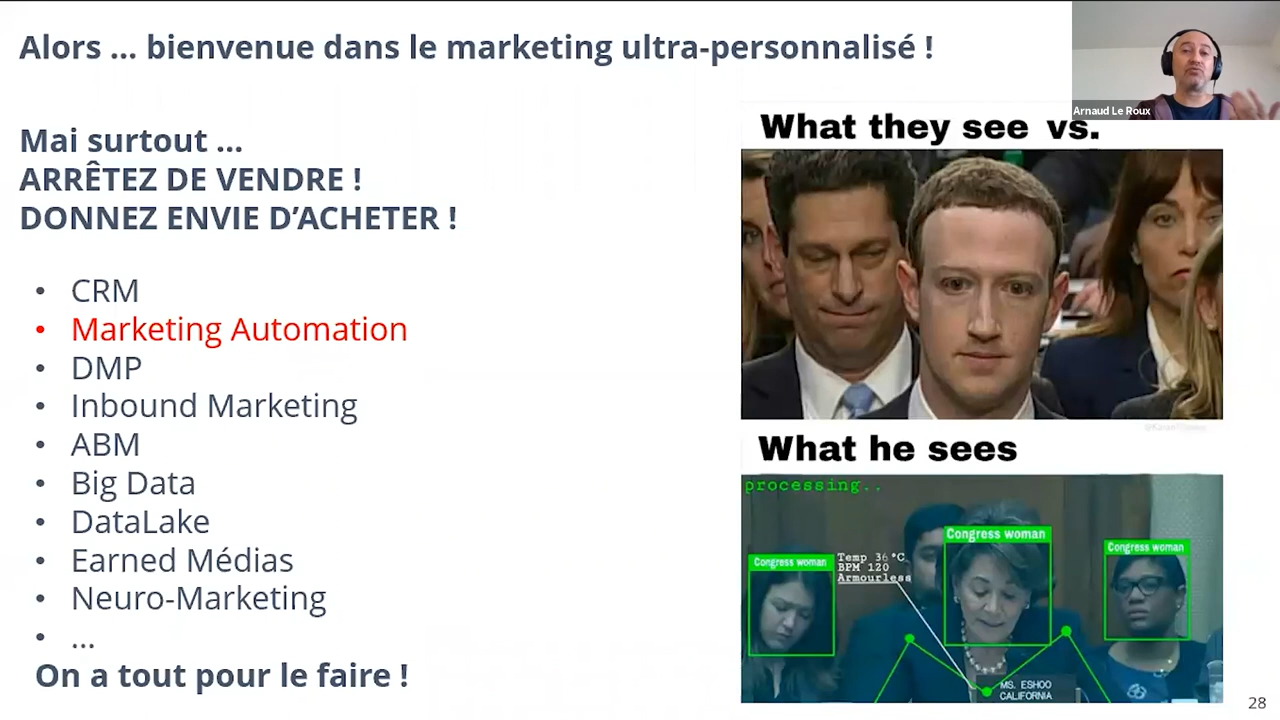 Alors ... bienvenue dans le marketing ultra-personnalisé !
Arnaud Le Roux
Mai surtout ...
ARRÊTEZ DE VENDRE !
DONNEZ ENVIE D’ACHETER !
• CRM
• Marketing Automation
• DMP
• Inbound Marketing
• ABM
• Big Data
• DataLake
• Earned Médias
• Neuro-Marketing
• ...
On a tout pour le faire !
What they see vs.
What he sees
processing..
Congress woman
Congress woman
Congress woman
Temp 36°C
BPM 120
Armourless
MS. ESHOO
CALIFORNIA
28